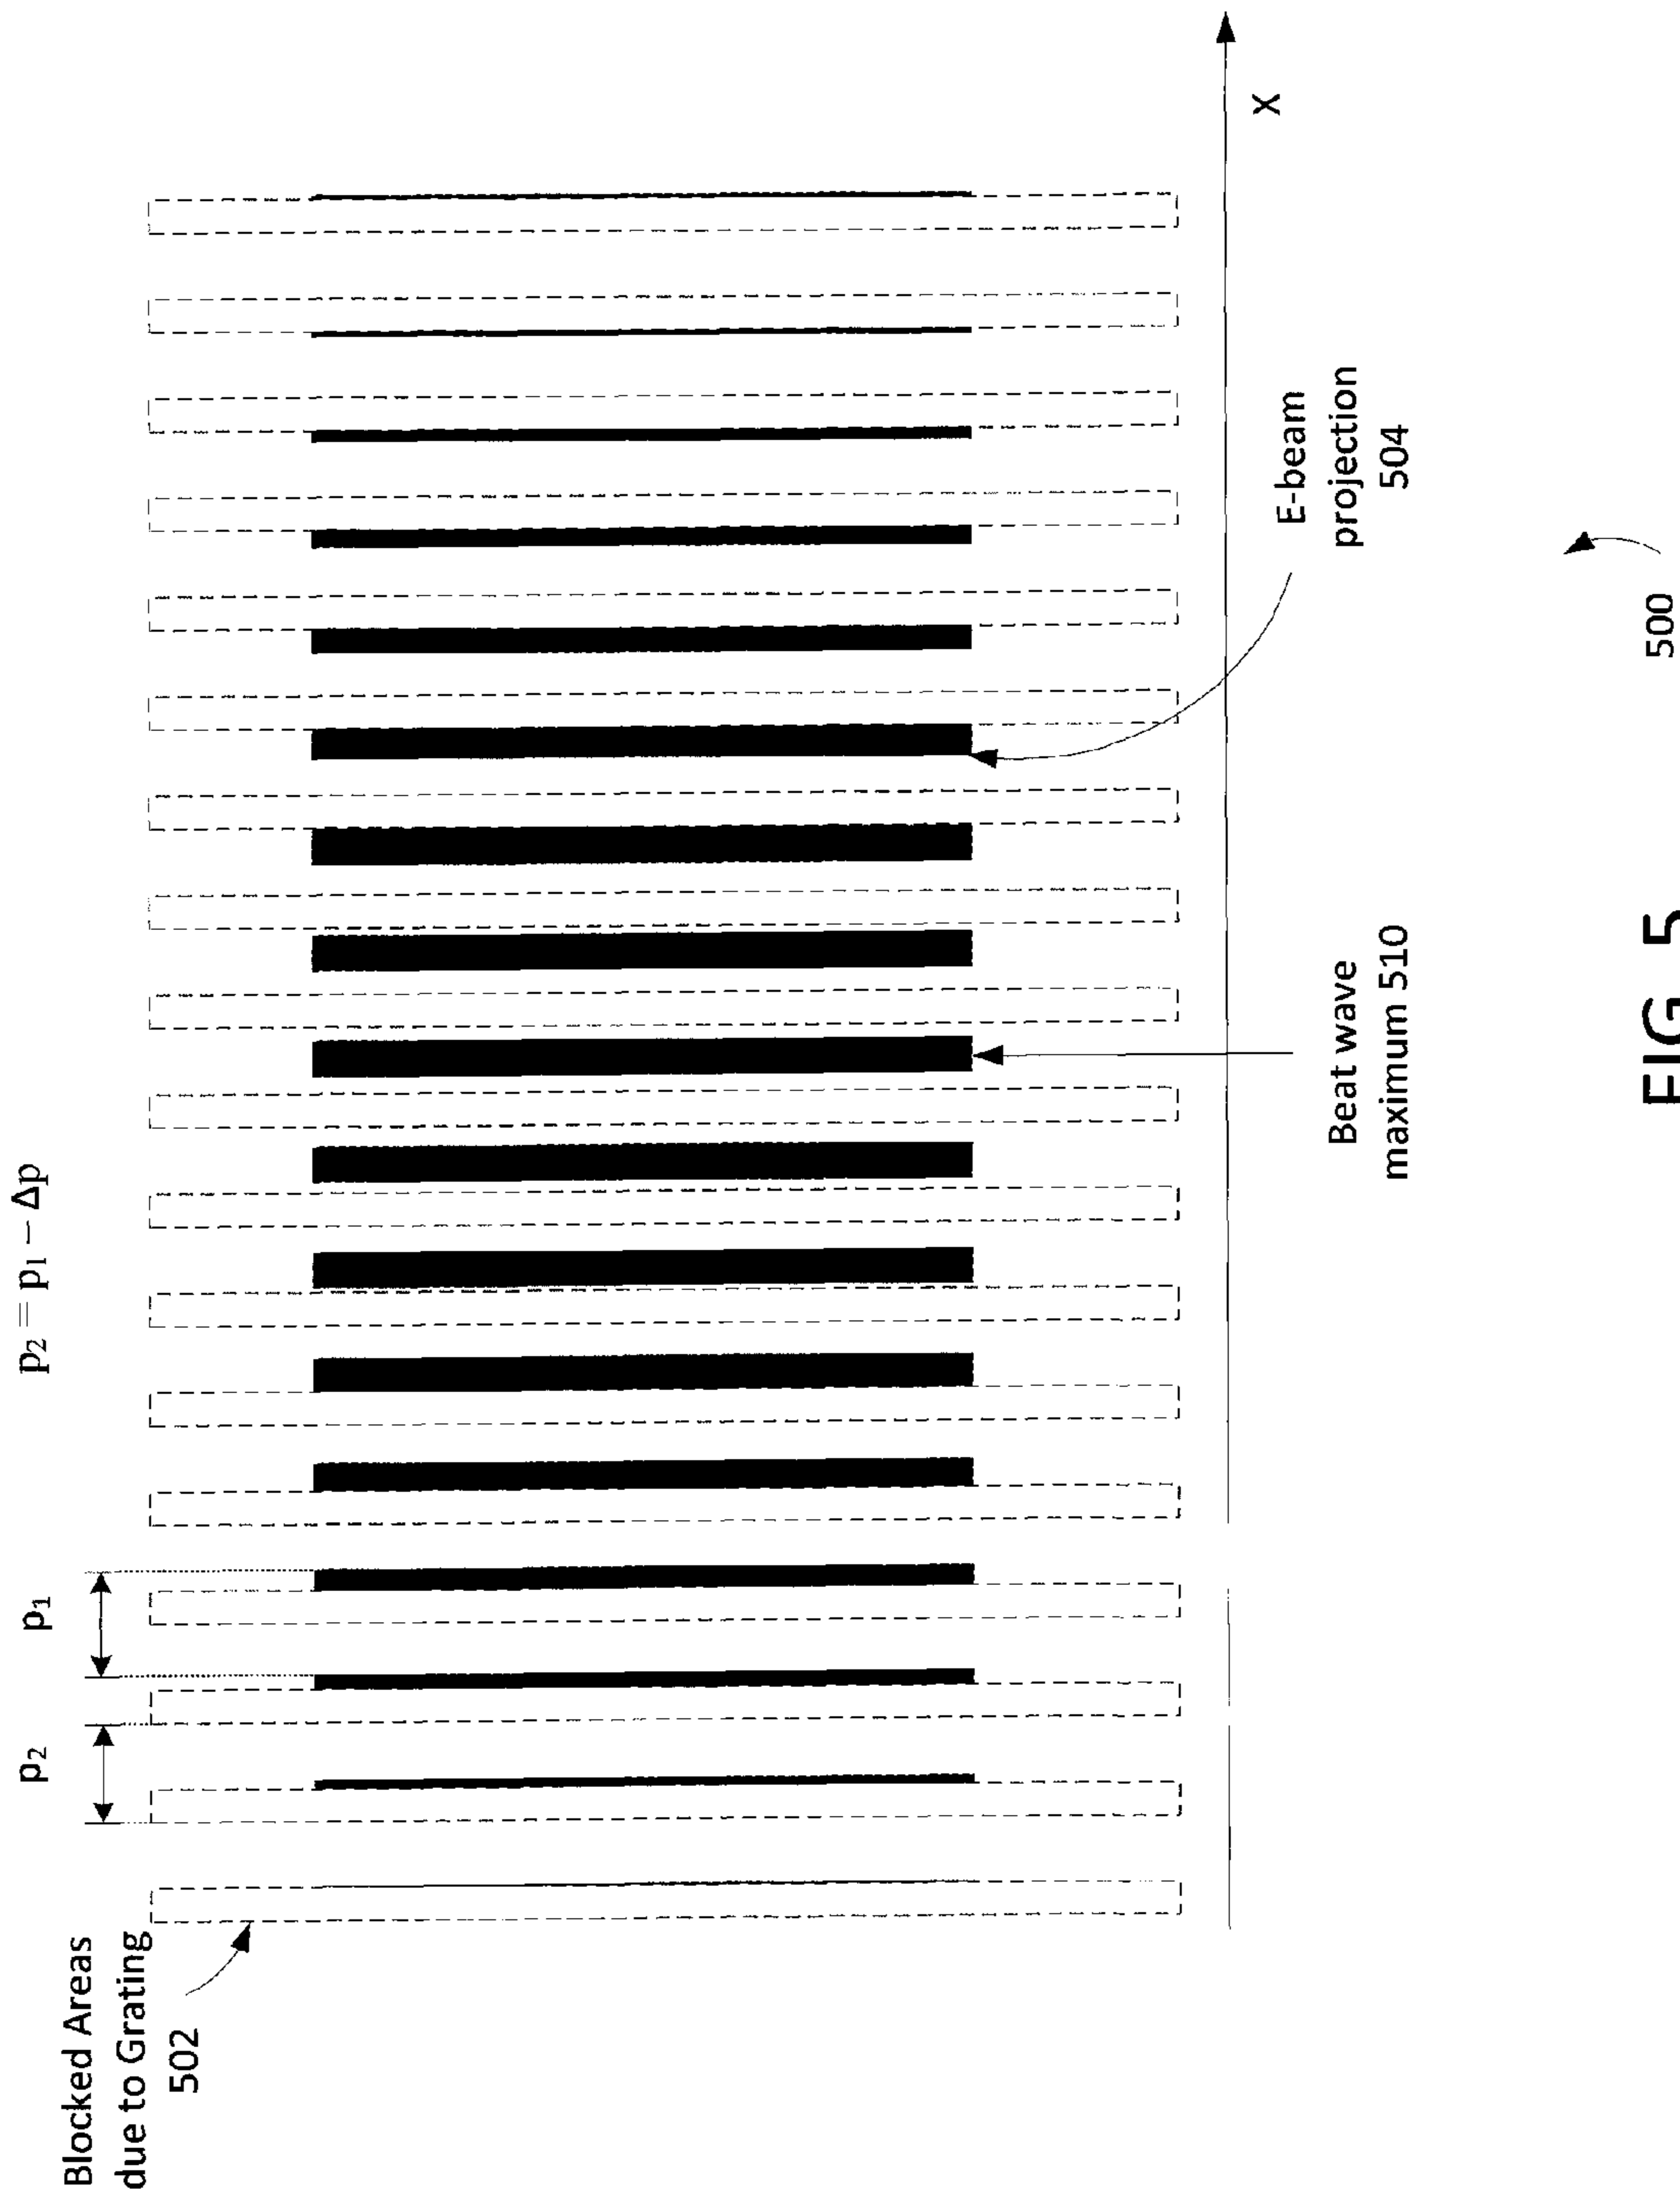 p₂ = p₁ − Δp
p₂
p₁
Blocked Areas
due to Grating
502
X
E-beam
projection
504
Beat wave
maximum 510
500
FIG. 5